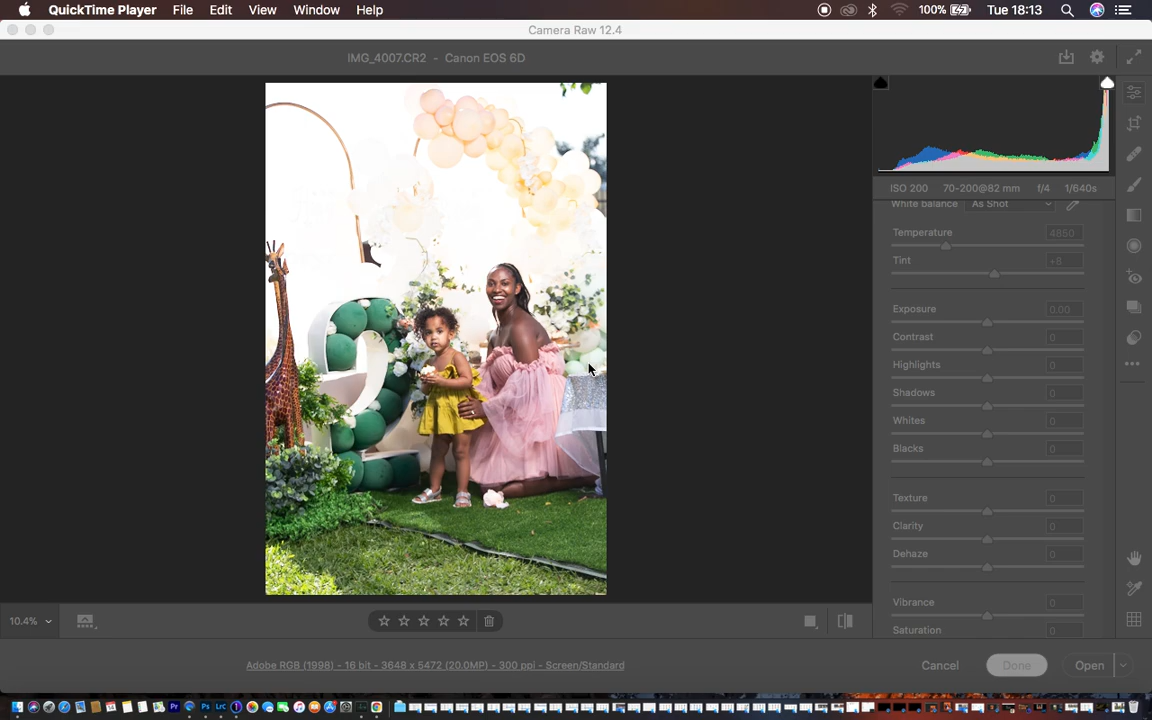 QuickTime Player File Edit View Window Help 100% Tue 18:13
Camera Raw 12.4
IMG_4007.CR2 - Canon EOS 6D
ISO 200 70-200@82 mm f/4 1/640s
White balance As Shot
Temperature 4850
Tint +8
Exposure 0.00
Contrast 0
Highlights 0
Shadows 0
Whites 0
Blacks 0
Texture 0
Clarity 0
Dehaze 0
Vibrance 0
Saturation 0
10.4%
Adobe RGB (1998) - 16 bit - 3648 x 5472 (20.0MP) - 300 ppi - Screen/Standard
Cancel Done Open
Pr Ps LrC